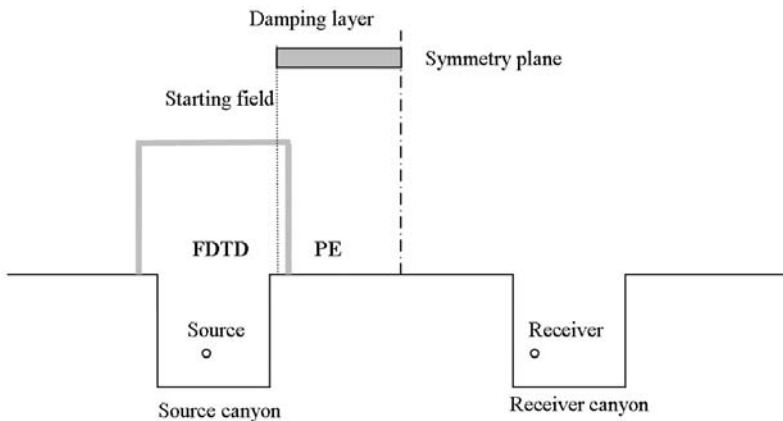 Damping layer
Symmetry plane
Starting field
FDTD PE
Source
Receiver
Source canyon
Receiver canyon